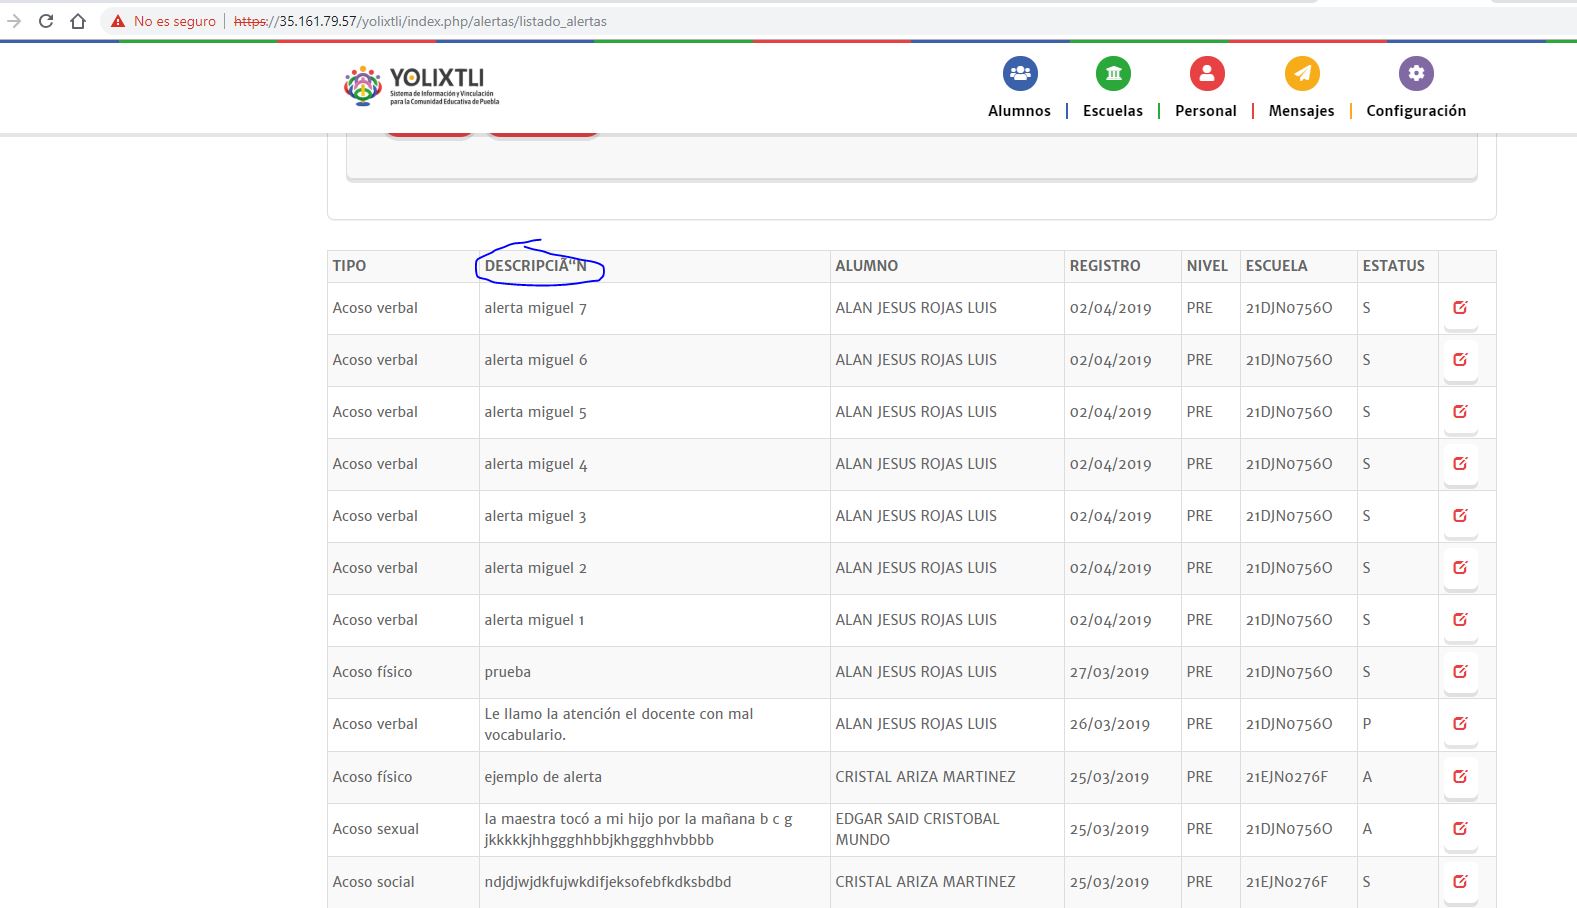 No es seguro | https://35.161.79.57/yolixtli/index.php/alertas/listado_alertas
YOLIXTLI
Sistema de Información y Vinculación
para la Comunidad Educativa de Puebla
Alumnos | Escuelas | Personal | Mensajes | Configuración
TIPO DESCRIPCIÃ“N ALUMNO REGISTRO NIVEL ESCUELA ESTATUS
Acoso verbal alerta miguel 7 ALAN JESUS ROJAS LUIS 02/04/2019 PRE 21DJN0756O S
Acoso verbal alerta miguel 6 ALAN JESUS ROJAS LUIS 02/04/2019 PRE 21DJN0756O S
Acoso verbal alerta miguel 5 ALAN JESUS ROJAS LUIS 02/04/2019 PRE 21DJN0756O S
Acoso verbal alerta miguel 4 ALAN JESUS ROJAS LUIS 02/04/2019 PRE 21DJN0756O S
Acoso verbal alerta miguel 3 ALAN JESUS ROJAS LUIS 02/04/2019 PRE 21DJN0756O S
Acoso verbal alerta miguel 2 ALAN JESUS ROJAS LUIS 02/04/2019 PRE 21DJN0756O S
Acoso verbal alerta miguel 1 ALAN JESUS ROJAS LUIS 02/04/2019 PRE 21DJN0756O S
Acoso físico prueba ALAN JESUS ROJAS LUIS 27/03/2019 PRE 21DJN0756O S
Acoso verbal Le llamo la atención el docente con mal
vocabulario. ALAN JESUS ROJAS LUIS 26/03/2019 PRE 21DJN0756O P
Acoso físico ejemplo de alerta CRISTAL ARIZA MARTINEZ 25/03/2019 PRE 21EJN0276F A
Acoso sexual la maestra tocó a mi hijo por la mañana b c g
jkkkkkjhhggghhbbjkhggghhvbbbb EDGAR SAID CRISTOBAL
MUNDO 25/03/2019 PRE 21DJN0756O A
Acoso social ndjdjwjdkfujwkdifjeksofebfkdksbdbd CRISTAL ARIZA MARTINEZ 25/03/2019 PRE 21EJN0276F S